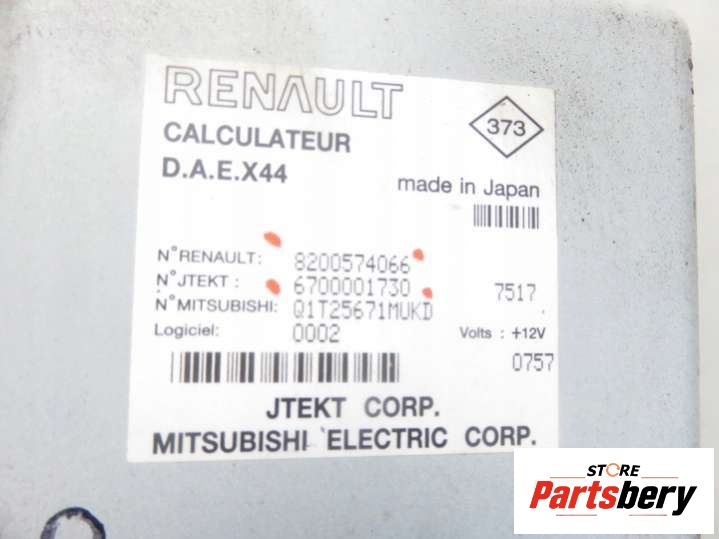 RENAULT
373
CALCULATEUR
D.A.E.X44
made in Japan
N°RENAULT: 8200574066
N°JTEKT : 6700001730 7517
N°MITSUBISHI: Q1T25671MUKD
Logiciel: 0002 Volts : +12V
0757
JTEKT CORP.
MITSUBISHI ELECTRIC CORP.
STORE
Partsbery